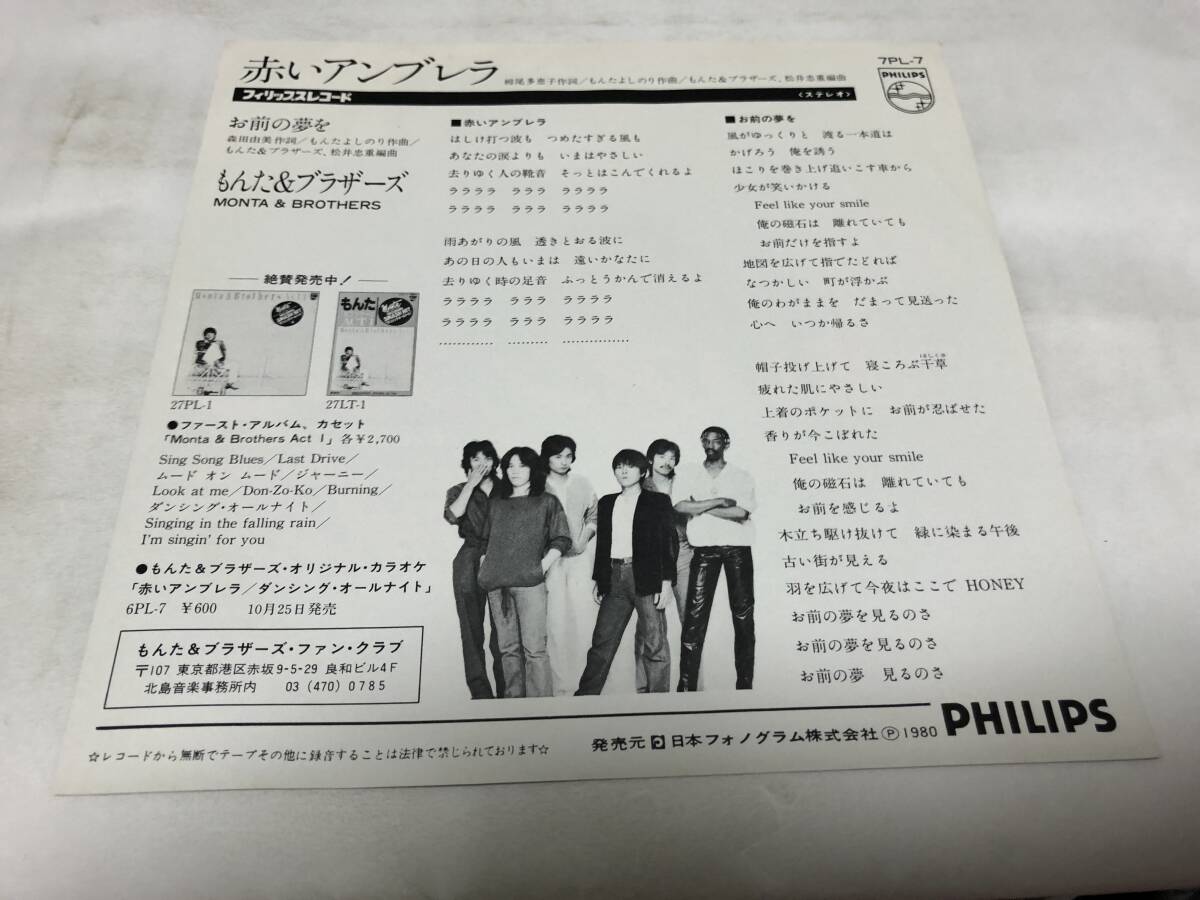 赤いアンブレラ 栂尾多恵子作詞／もんたよしのり作曲／もんた&ブラザーズ、松井忠重編曲
7PL-7
PHILIPS
フィリップスレコード
〈ステレオ〉
お前の夢を
森田由美作詞／もんたよしのり作曲／
もんた&ブラザーズ、松井忠重編曲
もんた&ブラザーズ
MONTA & BROTHERS
絶賛発売中！
Monta & Brothers
もんた
ACT I
27PL-1
27LT-1
●ファースト・アルバム、カセット
「Monta & Brothers Act I」各￥2,700
Sing Song Blues／Last Drive／
ムード オン ムード／ジャーニー／
Look at me／Don-Zo-Ko／Burning／
ダンシング・オールナイト／
Singing in the falling rain／
I'm singin' for you
●もんた&ブラザーズ・オリジナル・カラオケ
「赤いアンブレラ／ダンシング・オールナイト」
6PL-7 ￥600 10月25日発売
もんた&ブラザーズ・ファン・クラブ
〒107 東京都港区赤坂9-5-29 良和ビル4F
北島音楽事務所内 03(470)0785
■赤いアンブレラ
はしけ打つ波も つめたすぎる風も
あなたの涙よりも いまはやさしい
去りゆく人の靴音 そっとはこんでくれるよ
ララララ ラララ ララララ
ララララ ラララ ララララ
雨あがりの風 透きとおる波に
あの日の人もいまは 遠いかなたに
去りゆく時の足音 ふっとうかんで消えるよ
ララララ ラララ ララララ
ララララ ラララ ララララ
………… ……… ……………
■お前の夢を
風がゆっくりと 渡る一本道は
かげろう 俺を誘う
ほこりを巻き上げ追いこす車から
少女が笑いかける
Feel like your smile
俺の磁石は 離れていても
お前だけを指すよ
地図を広げて指でたどれば
なつかしい 町が浮かぶ
俺のわがままを だまって見送った
心へ いつか帰るさ
帽子投げ上げて 寝ころぶ干草
ほしくさ
疲れた肌にやさしい
上着のポケットに お前が忍ばせた
香りが今こぼれた
Feel like your smile
俺の磁石は 離れていても
お前を感じるよ
木立ち駆け抜けて 緑に染まる午後
古い街が見える
羽を広げて今夜はここで HONEY
お前の夢を見るのさ
お前の夢を見るのさ
お前の夢 見るのさ
☆レコードから無断でテープその他に録音することは法律で禁じられております☆
発売元 日本フォノグラム株式会社 Ⓟ1980 PHILIPS